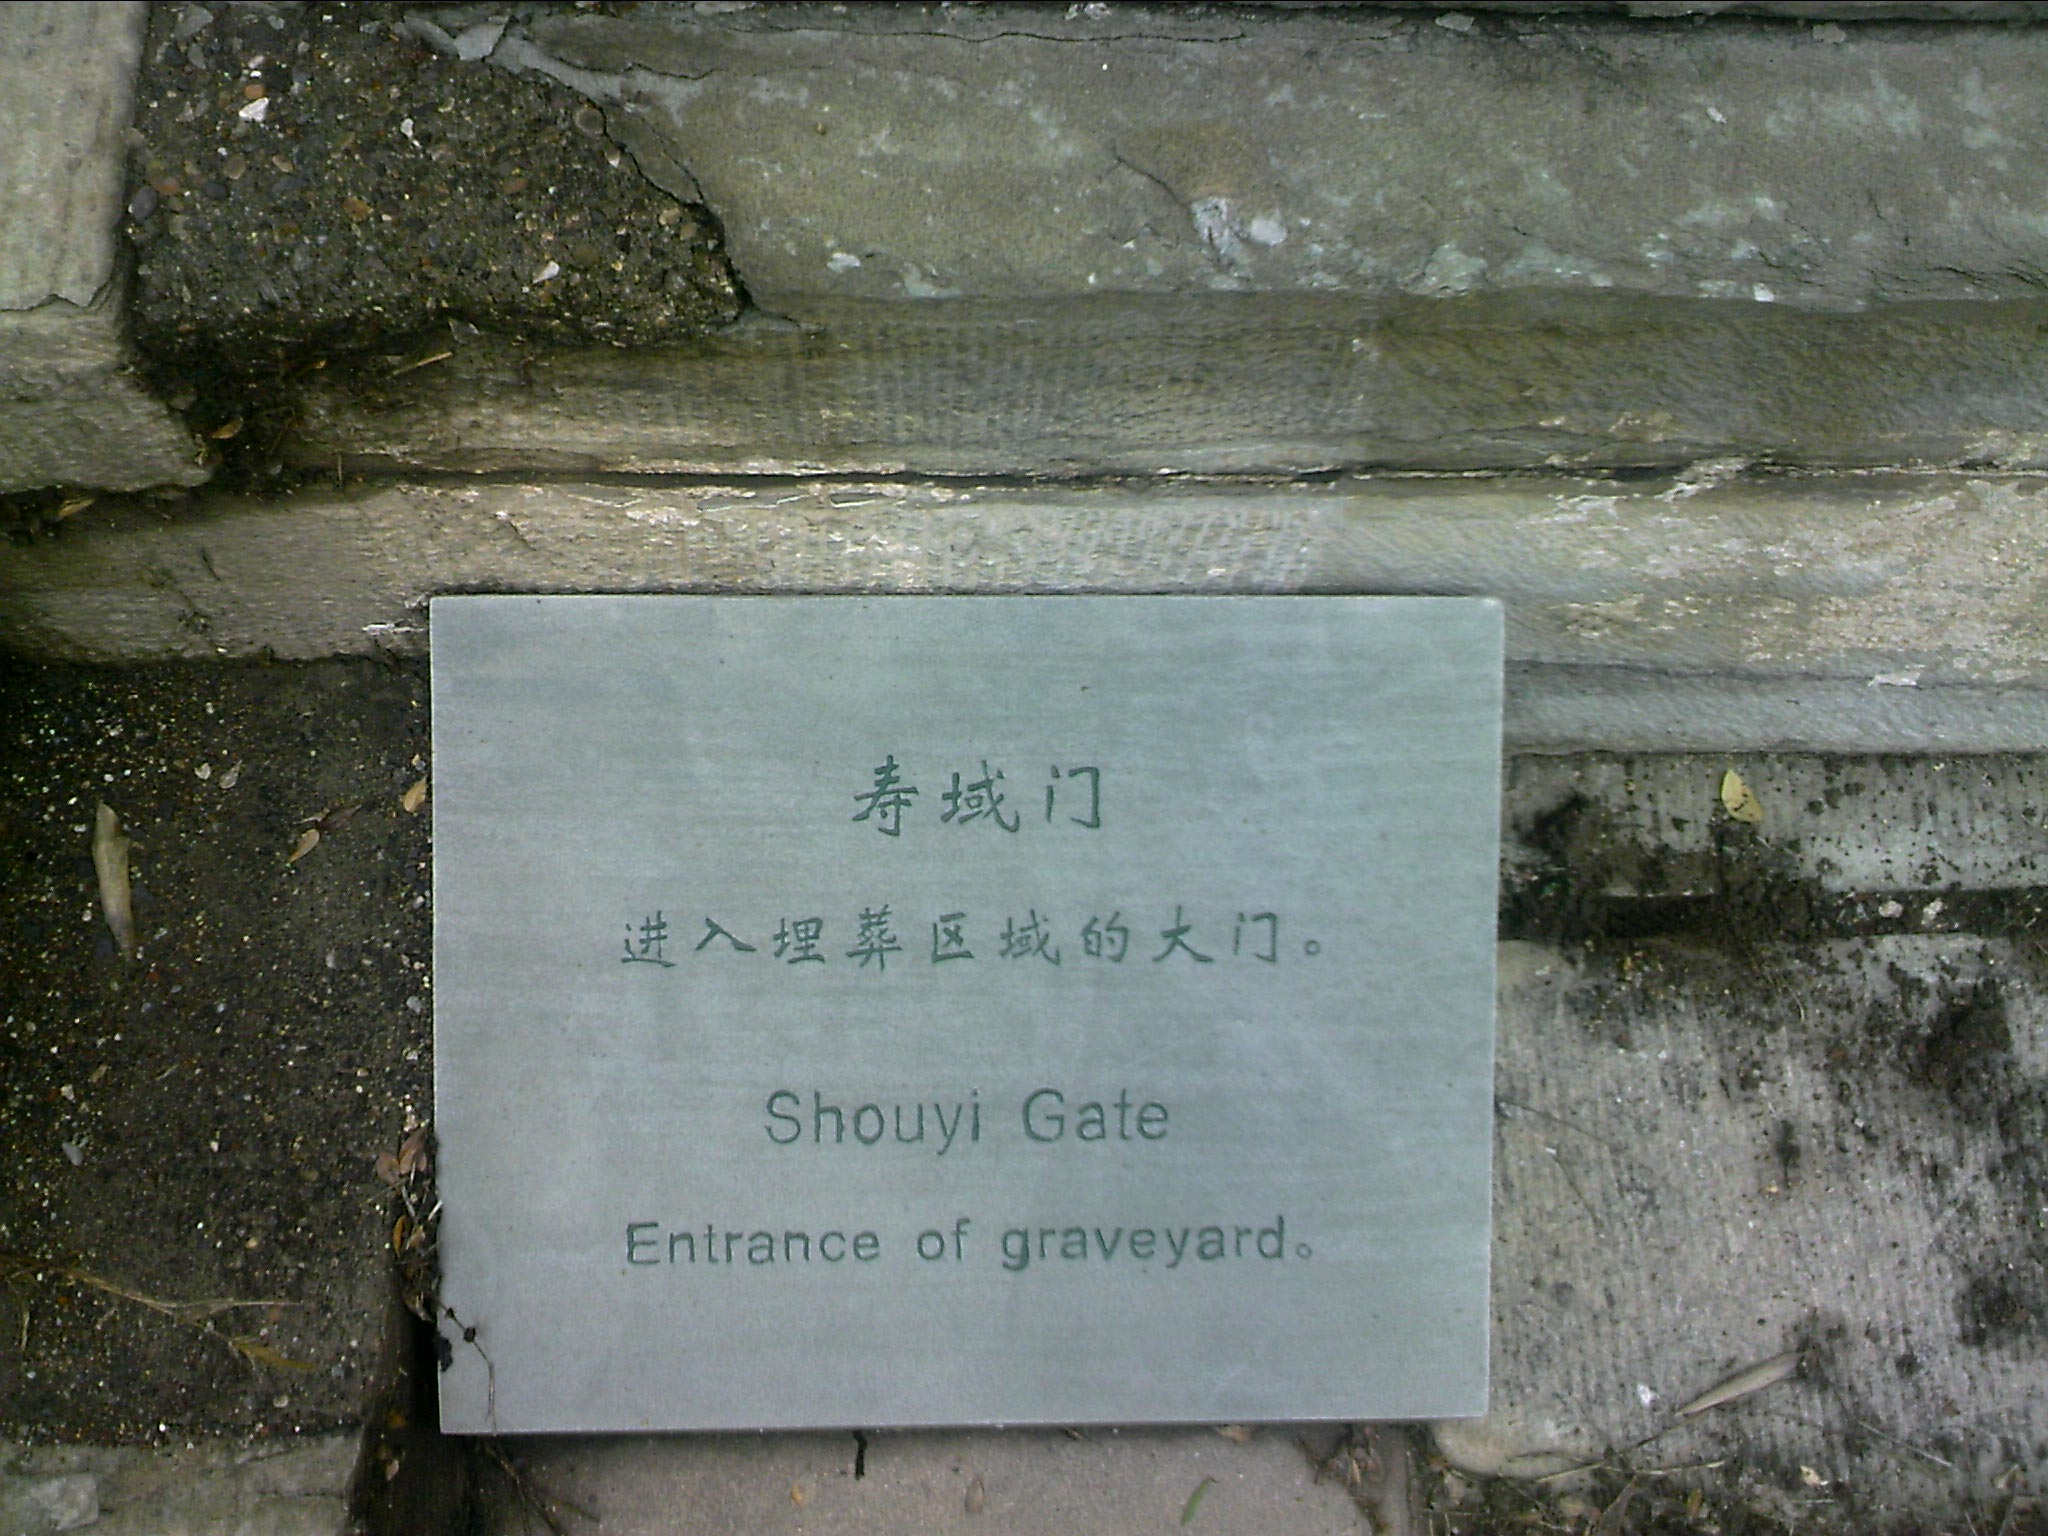 寿域门
进入埋葬区域的大门。
Shouyi Gate
Entrance of graveyard。